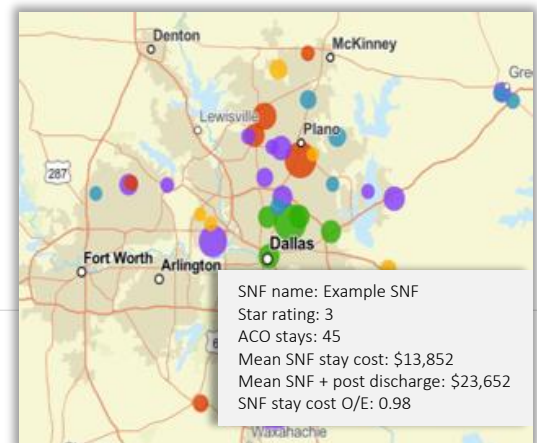 Denton
McKinney
Gre
Lewisville
Plano
287
Dallas
Fort Worth
Arlington
SNF name: Example SNF
Star rating: 3
ACO stays: 45
Mean SNF stay cost: $13,852
Mean SNF + post discharge: $23,652
SNF stay cost O/E: 0.98
6
Waxahachie